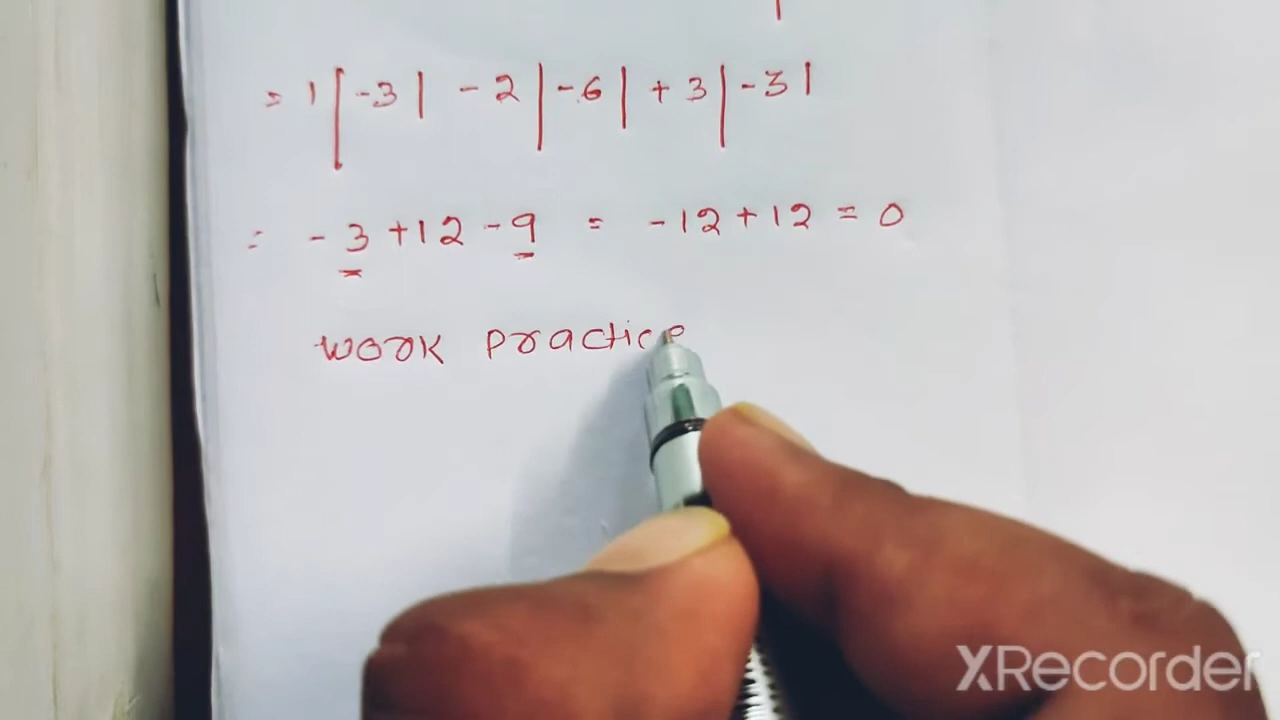 = 1 | -3 | - 2 | -6 | + 3 | -3 |
= - 3 + 12 - 9 = - 12 + 12 = 0
work practice
XRecorder